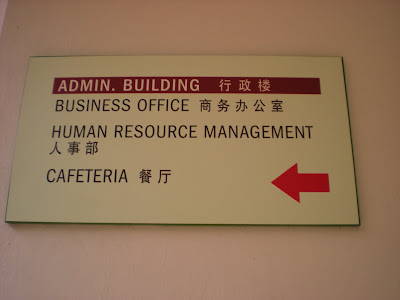 ADMIN. BUILDING 行政楼
BUSINESS OFFICE 商务办公室
HUMAN RESOURCE MANAGEMENT
人事部
CAFETERIA 餐厅